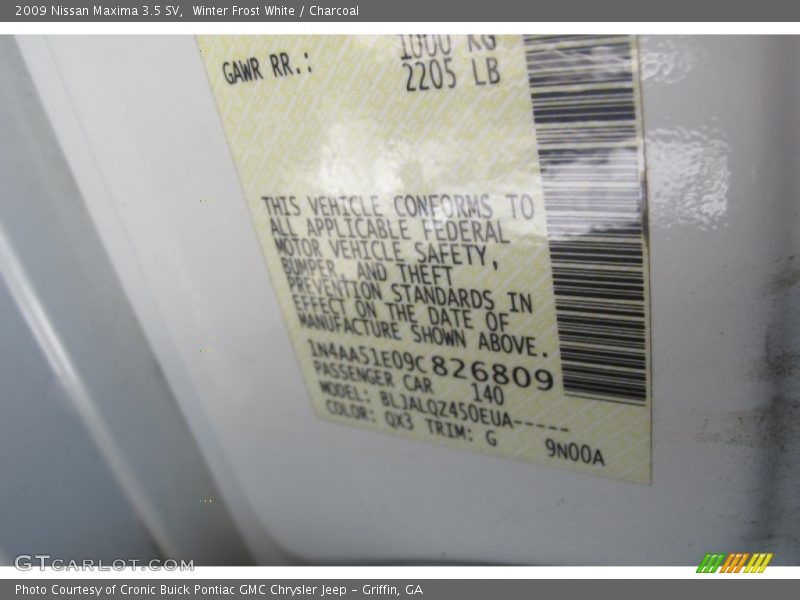 2009 Nissan Maxima 3.5 SV, Winter Frost White / Charcoal
1000 KG
GAWR RR.: 2205 LB
THIS VEHICLE CONFORMS TO
ALL APPLICABLE FEDERAL
MOTOR VEHICLE SAFETY,
BUMPER, AND THEFT
PREVENTION STANDARDS IN
EFFECT ON THE DATE OF
MANUFACTURE SHOWN ABOVE.
1N4AA51E09C826809
PASSENGER CAR 140
MODEL: BLJALQZ450EUA-----
COLOR: QX3 TRIM: G 9N00A
GTCARLOT.COM
Photo Courtesy of Cronic Buick Pontiac GMC Chrysler Jeep - Griffin, GA